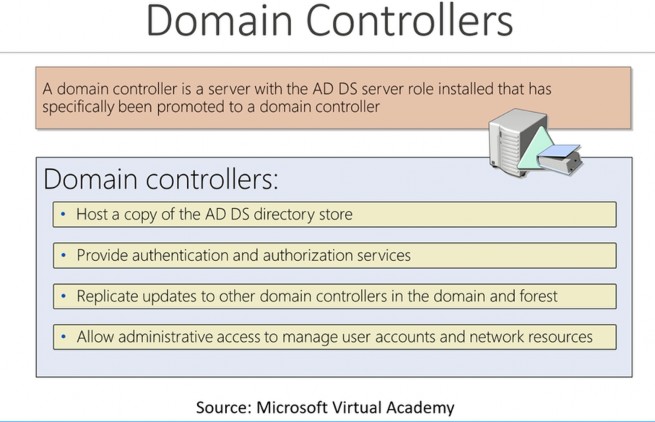 Domain Controllers
A domain controller is a server with the AD DS server role installed that has
specifically been promoted to a domain controller
Domain controllers:
• Host a copy of the AD DS directory store
• Provide authentication and authorization services
• Replicate updates to other domain controllers in the domain and forest
• Allow administrative access to manage user accounts and network resources
Source: Microsoft Virtual Academy